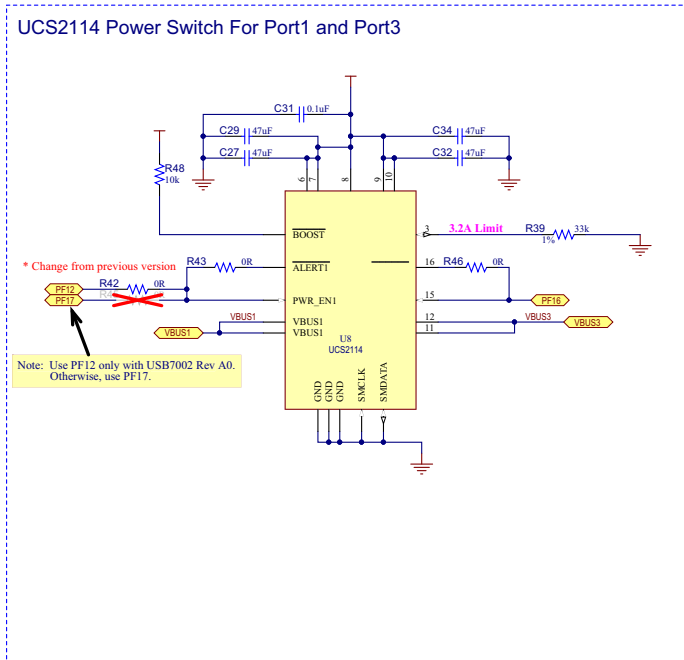 UCS2114 Power Switch For Port1 and Port3
C31 0.1uF
C29 47uF
C34 47uF
C27 47uF
C32 47uF
R48
10k
6
7
8
9
10
BOOST
3
3.2A Limit
R39
33k
1%
* Change from previous version
R43 0R
ALERT1
16
R46 0R
PF12
R42 0R
PF17
PWR_EN1
15
PF16
VBUS1
VBUS1
VBUS1
VBUS1
12
11
VBUS3
VBUS3
U8
UCS2114
Note: Use PF12 only with USB7002 Rev A0.
Otherwise, use PF17.
GND
GND
GND
SMCLK
SMDATA